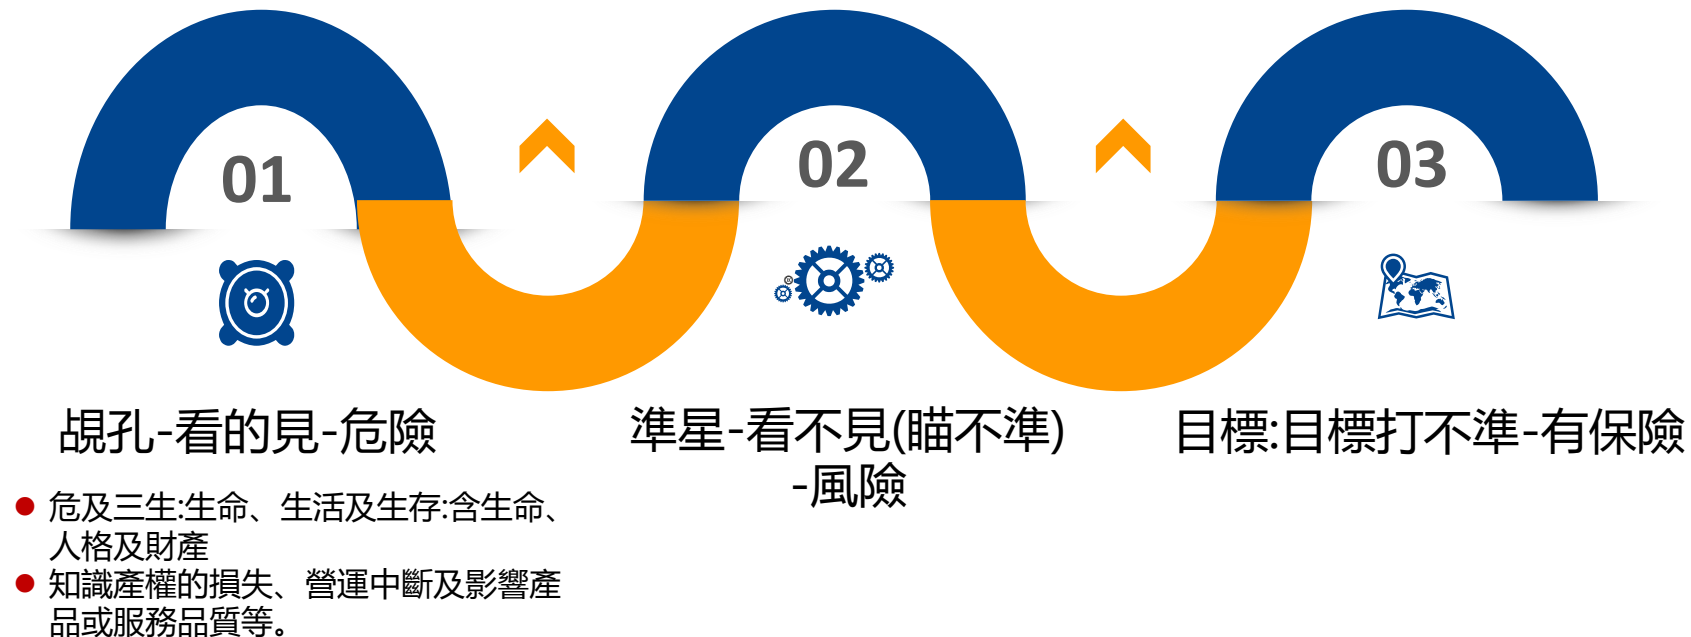 01
02
03
覘孔-看的見-危險
準星-看不見(瞄不準)
-風險
目標:目標打不準-有保險
危及三生:生命、生活及生存:含生命、
人格及財產
知識產權的損失、營運中斷及影響產
品或服務品質等。